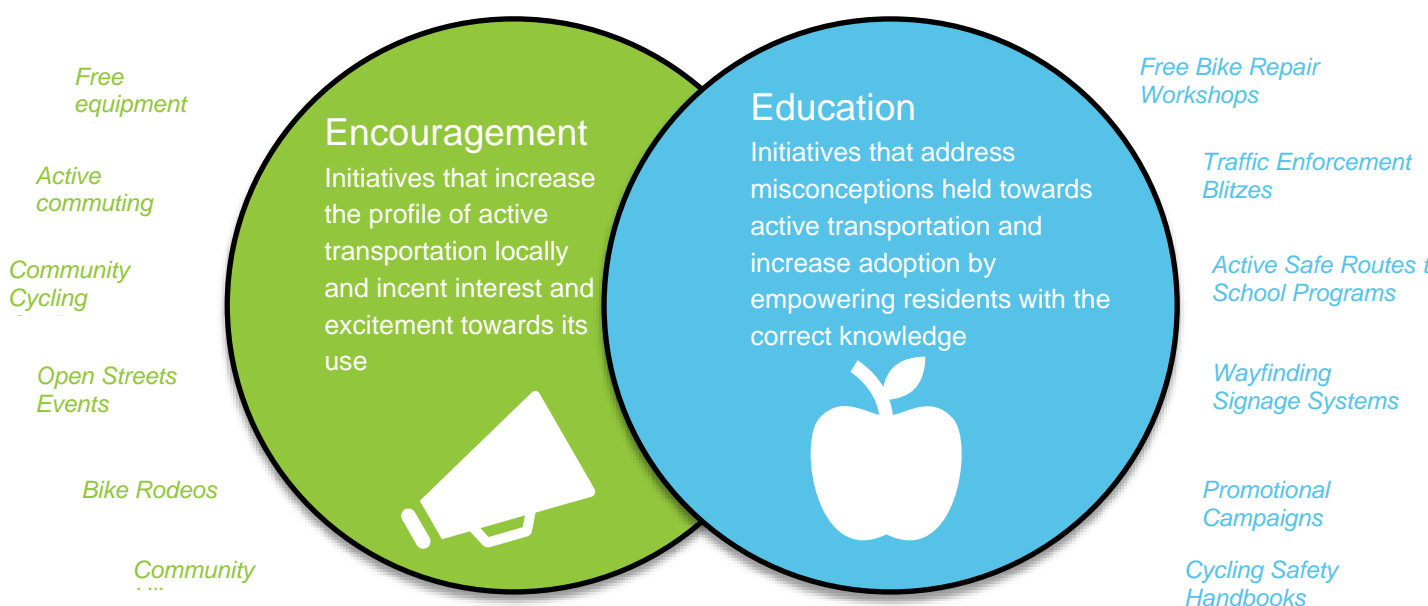 Free
equipment
Active
commuting
Community
Cycling
Open Streets
Events
Bike Rodeos
Community
Encouragement
Initiatives that increase
the profile of active
transportation locally
and incent interest and
excitement towards its
use
Education
Initiatives that address
misconceptions held towards
active transportation and
increase adoption by
empowering residents with the
correct knowledge
Free Bike Repair
Workshops
Traffic Enforcement
Blitzes
Active Safe Routes t
School Programs
Wayfinding
Signage Systems
Promotional
Campaigns
Cycling Safety
Handbooks